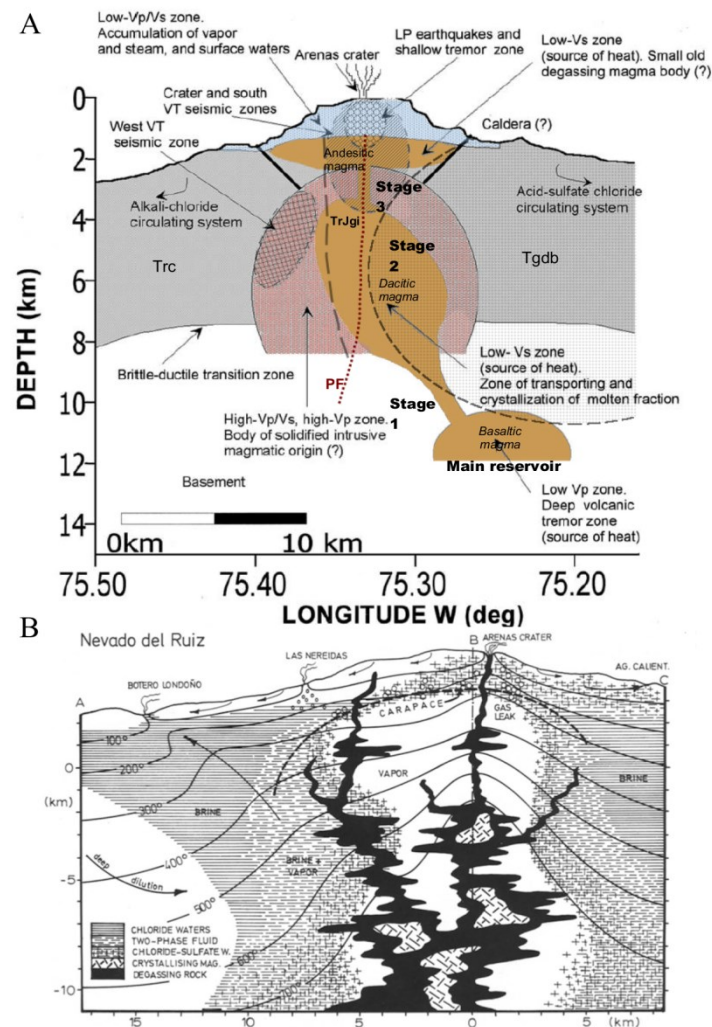 A
Low-Vp/Vs zone.
Accumulation of vapor
and steam, and surface waters
Arenas crater
LP earthquakes and
shallow tremor zone
Low-Vs zone
(source of heat). Small old
degassing magma body (?)
Crater and south
VT seismic zones
West VT
seismic zone
Caldera (?)
Andesitic
magma
Stage
3
Alkali-chloride
circulating system
Acid-sulfate chloride
circulating system
TrJgi
Stage
2
Trc
Tgdb
Dacitic
magma
Brittle-ductile transition zone
PF
Low- Vs zone
(source of heat).
Zone of transporting and
crystallization of molten fraction
Stage
1
High-Vp/Vs, high-Vp zone.
Body of solidified intrusive
magmatic origin (?)
Basaltic
magma
Main reservoir
Basement
Low Vp zone.
Deep volcanic
tremor zone
(source of heat)
0km 10 km
DEPTH (km)
0
2
4
6
8
10
12
14
75.50 75.40 75.30 75.20
LONGITUDE W (deg)
B
Nevado del Ruiz
B
ARENAS CRATER
LAS NEREIDAS
BOTERO LONDOÑO
AG. CALIENT.
A
C
CARAPACE
GAS
LEAK
100°
200°
300°
400°
500°
VAPOR
BRINE
BRINE
BRINE +
VAPOR
deep
dilution
0
(km)
-5
-10
CHLORIDE WATERS
TWO-PHASE FLUID
CHLORIDE-SULFATE W.
CRYSTALLISING MAG.
DEGASSING ROCK
15 10 5 0 5 (km)